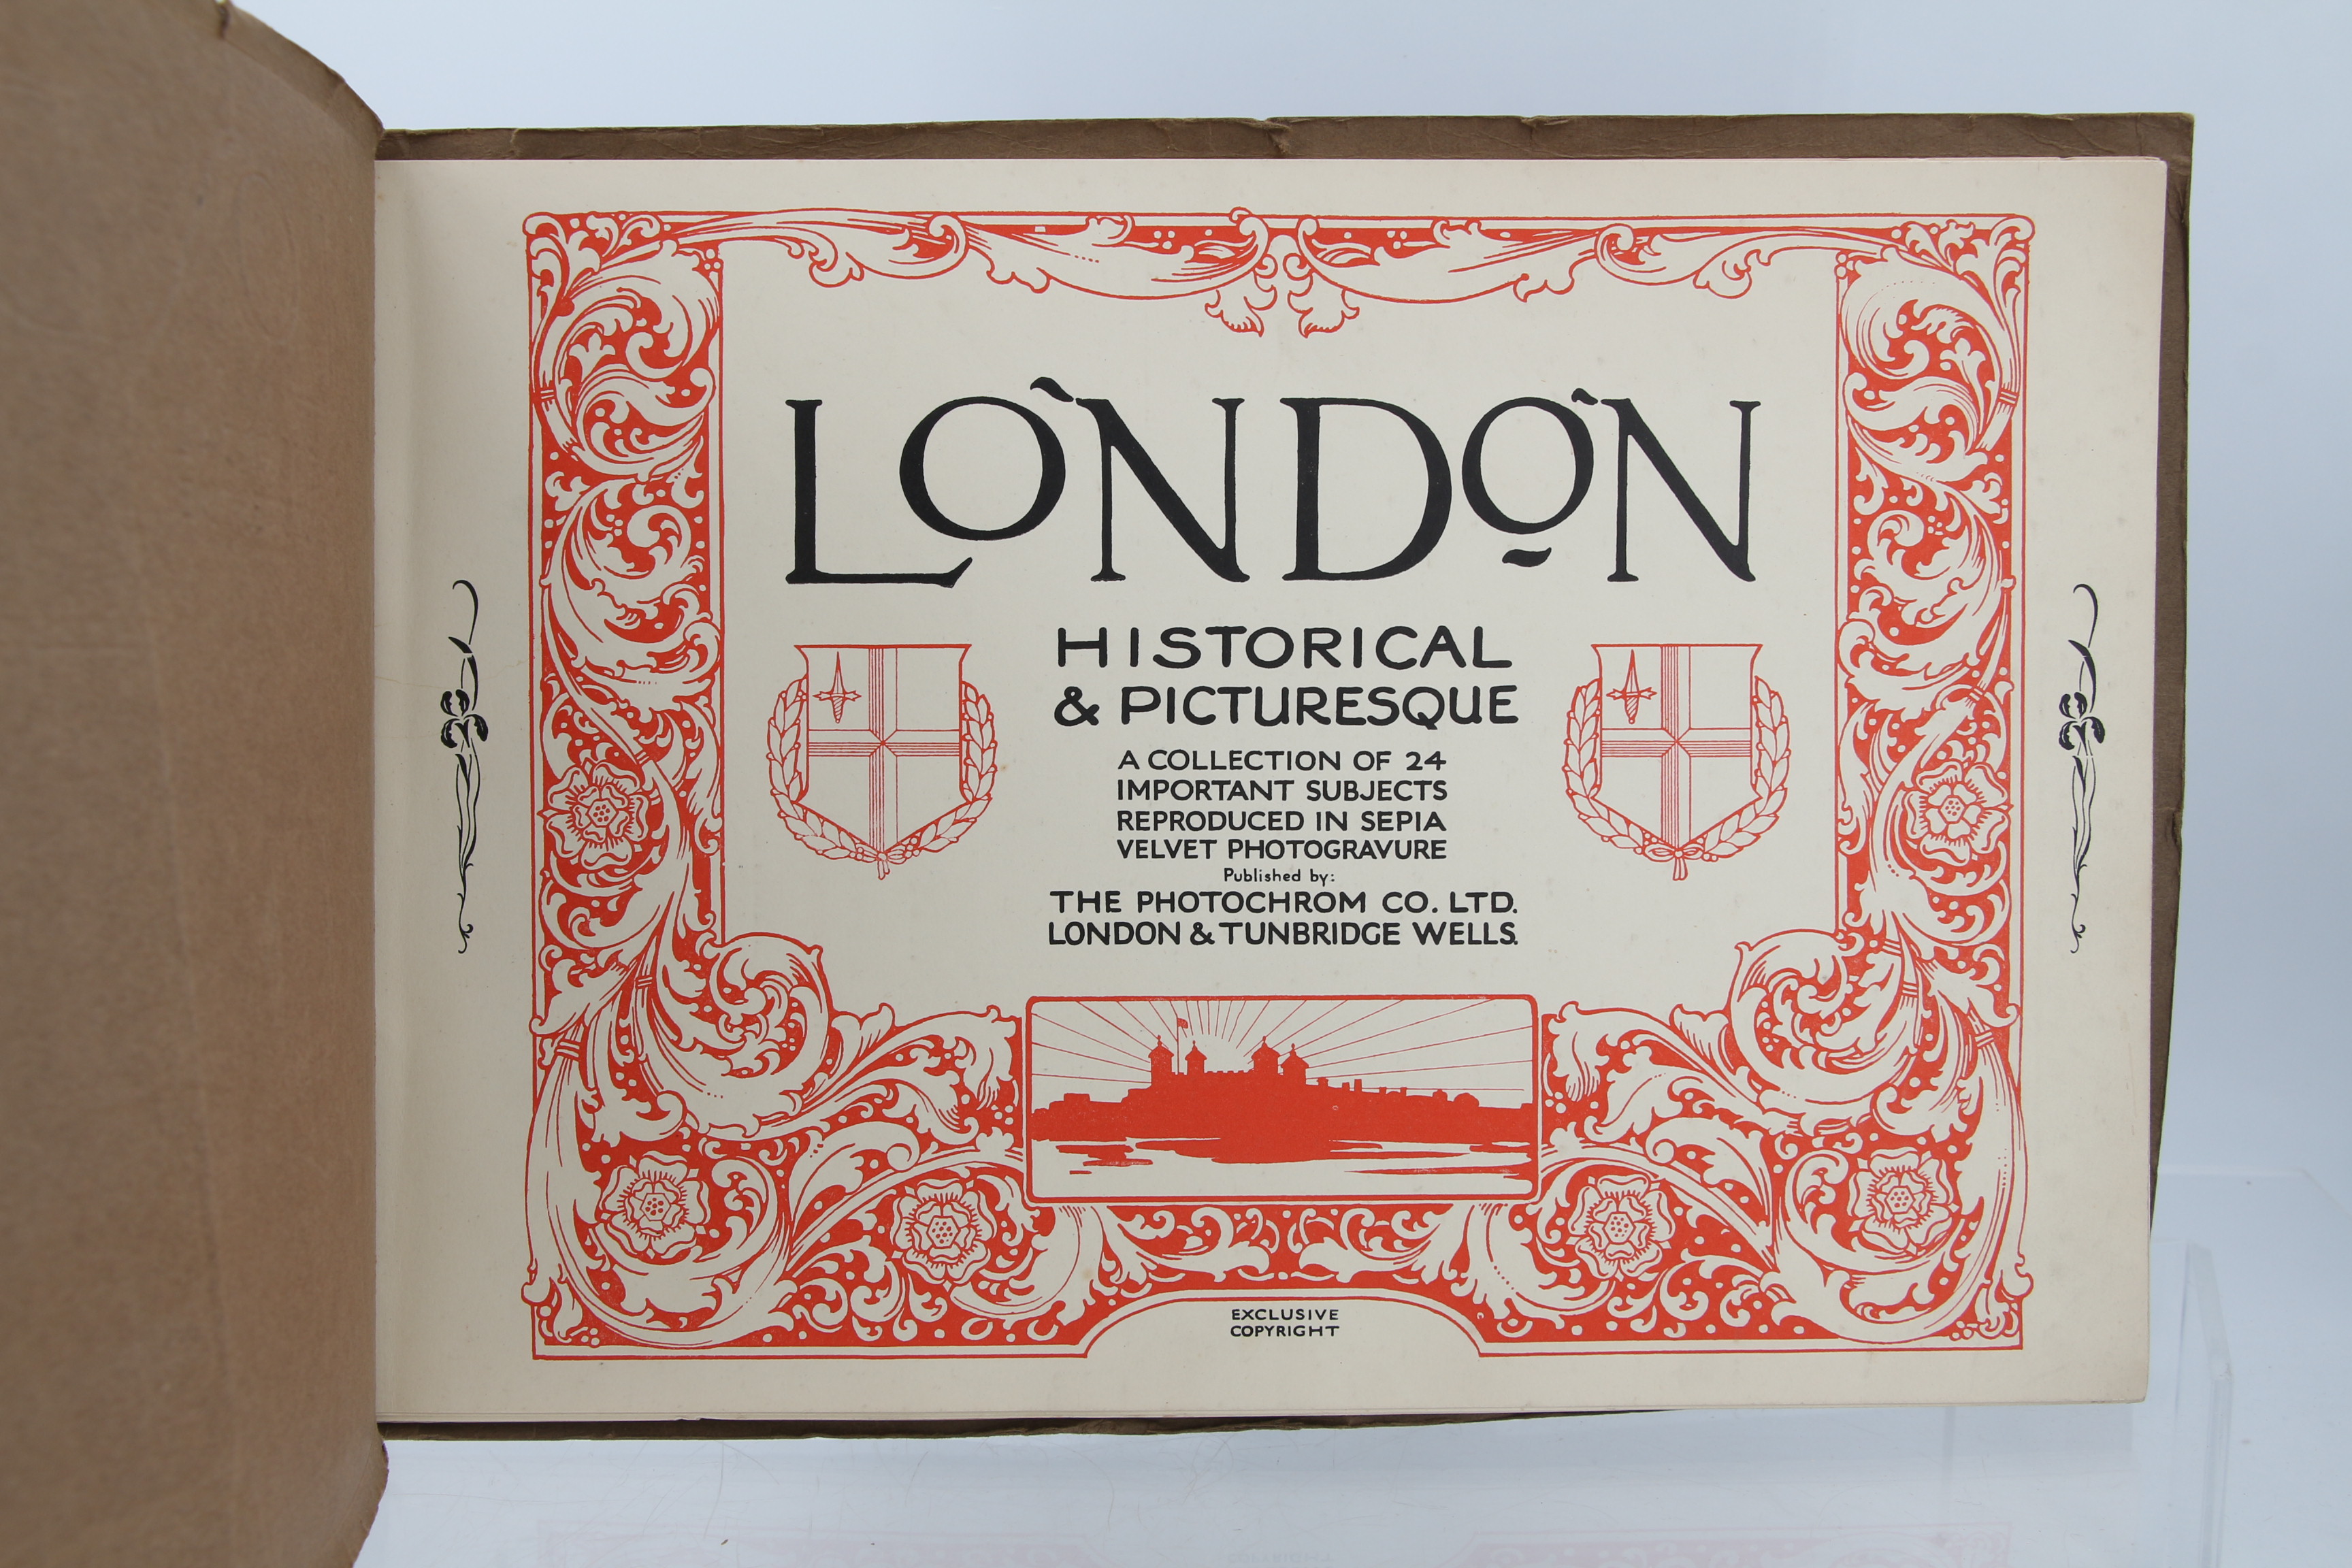 LONDON
HISTORICAL
& PICTURESQUE
A COLLECTION OF 24
IMPORTANT SUBJECTS
REPRODUCED IN SEPIA
VELVET PHOTOGRAVURE
Published by:
THE PHOTOCHROM CO. LTD.
LONDON & TUNBRIDGE WELLS.
EXCLUSIVE
COPYRIGHT